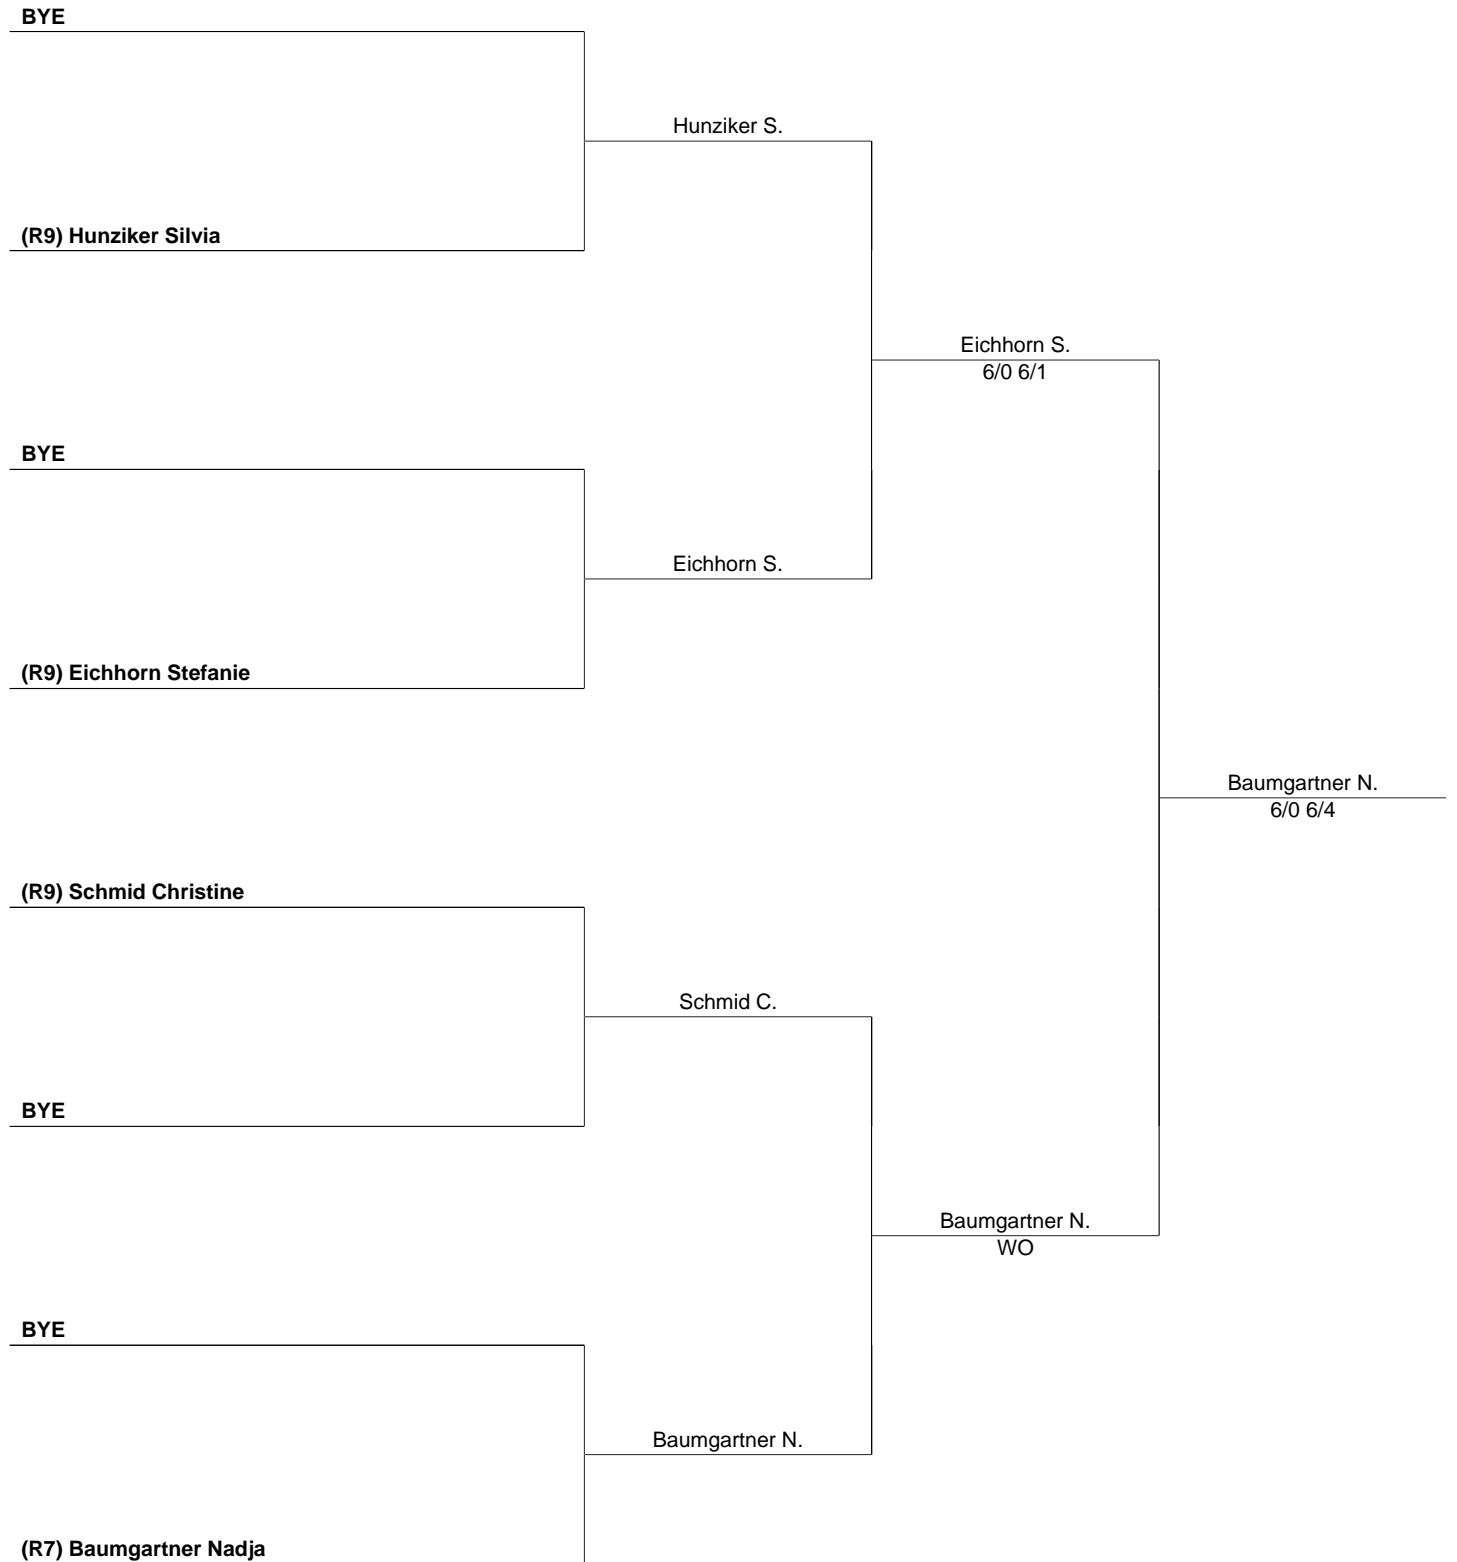 BYE
Hunziker S.
(R9) Hunziker Silvia
Eichhorn S.
6/0 6/1
BYE
Eichhorn S.
(R9) Eichhorn Stefanie
Baumgartner N.
6/0 6/4
(R9) Schmid Christine
Schmid C.
BYE
Baumgartner N.
WO
BYE
Baumgartner N.
(R7) Baumgartner Nadja